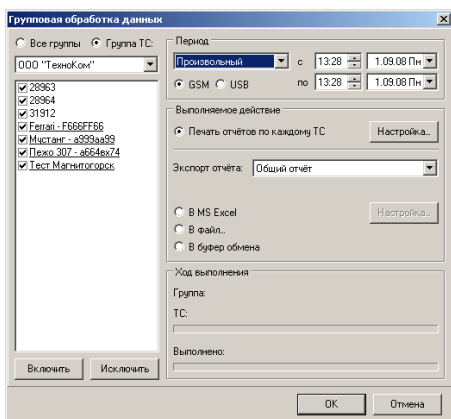 Групповая обработка данных
Все группы Группа ТС:
ООО "ТехноКом"
28963
28964
31912
Ferrari - F666FF66
Мустанг - а999аа99
Пежо 307 - а664вх74
Тест Магнитогорск
Включить Исключить
Период
Произвольный с 13:28 1.09.08 Пн
GSM USB по 13:28 1.09.08 Пн
Выполняемое действие
Печать отчётов по каждому ТС Настройка..
Экспорт отчёта: Общий отчёт
В MS Excel Настройка..
В файл..
В буфер обмена
Ход выполнения
Группа:
ТС:
Выполнено:
OK Отмена